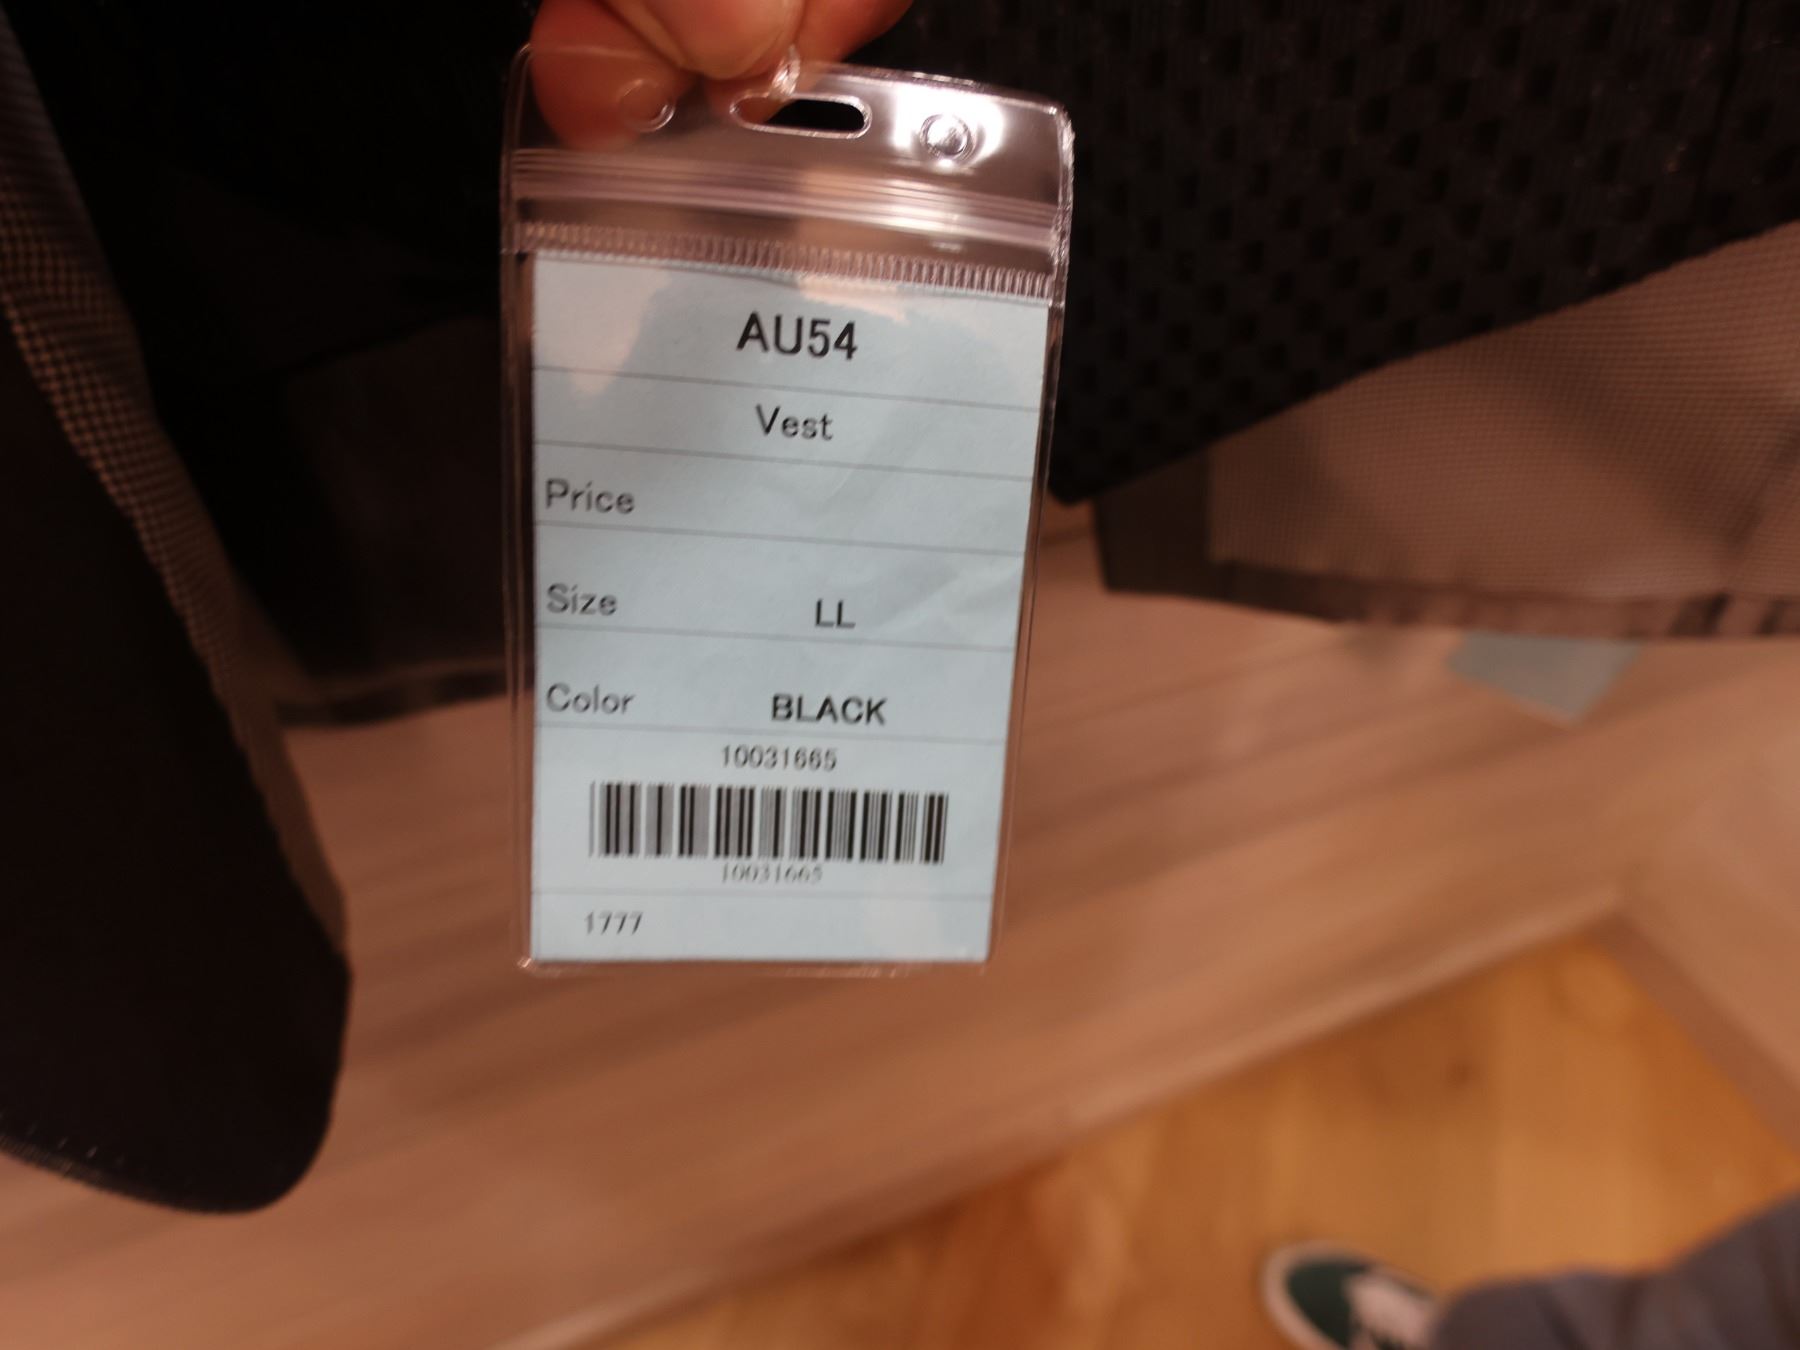 AU54
Vest
Price
Size LL
Color BLACK
10031665
10031665
1777